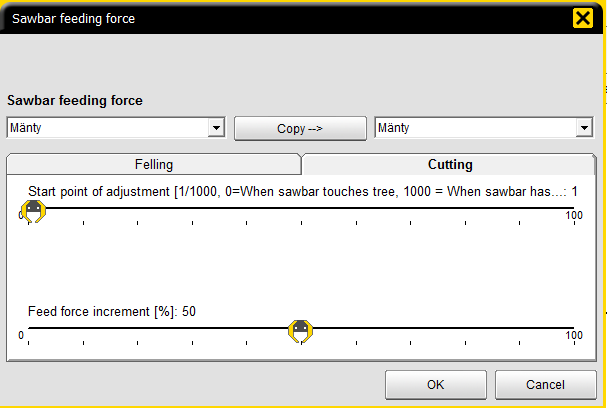 Sawbar feeding force
Sawbar feeding force
Mänty
Copy -->
Mänty
Felling
Cutting
Start point of adjustment [1/1000, 0=When sawbar touches tree, 1000 = When sawbar has...: 1
0
100
Feed force increment [%]: 50
0
100
OK
Cancel